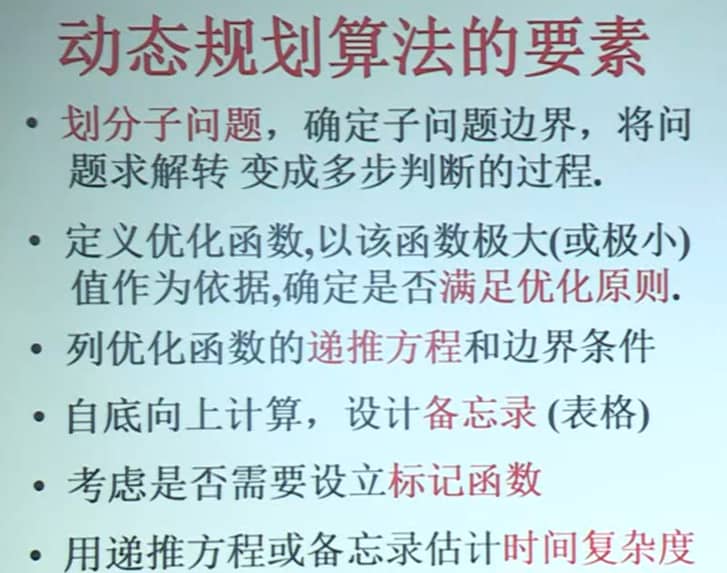 动态规划算法的要素
• 划分子问题，确定子问题边界，将问
题求解转 变成多步判断的过程.
• 定义优化函数,以该函数极大(或极小)
值作为依据,确定是否满足优化原则.
• 列优化函数的递推方程和边界条件
• 自底向上计算，设计备忘录 (表格)
• 考虑是否需要设立标记函数
• 用递推方程或备忘录估计时间复杂度